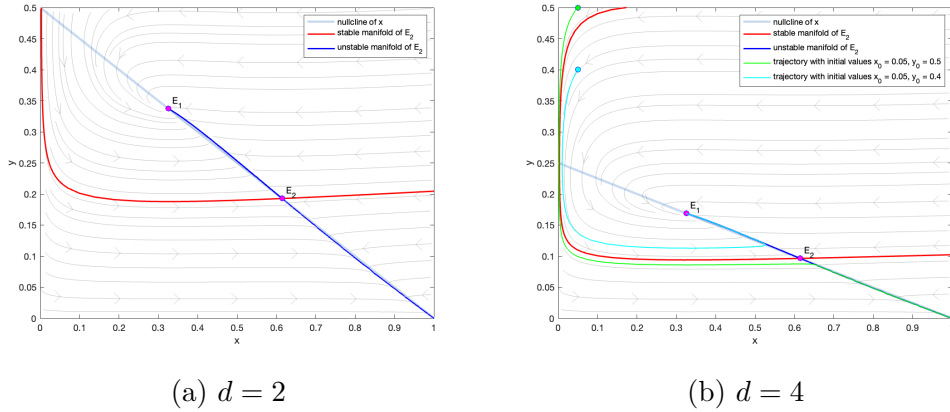 0.5
0.45
0.4
0.35
0.3
0.25
0.2
0.15
0.1
0.05
0
y
0 0.1 0.2 0.3 0.4 0.5 0.6 0.7 0.8 0.9 1
x
nullcline of x
stable manifold of E2
unstable manifold of E2
E1
E2
(a) d = 2
0.5
0.45
0.4
0.35
0.3
0.25
0.2
0.15
0.1
0.05
0
y
0 0.1 0.2 0.3 0.4 0.5 0.6 0.7 0.8 0.9
x
nullcline of x
stable manifold of E2
unstable manifold of E2
trajectory with initial values x0 = 0.05, y0 = 0.5
trajectory with initial values x0 = 0.05, y0 = 0.4
E1
E2
(b) d = 4